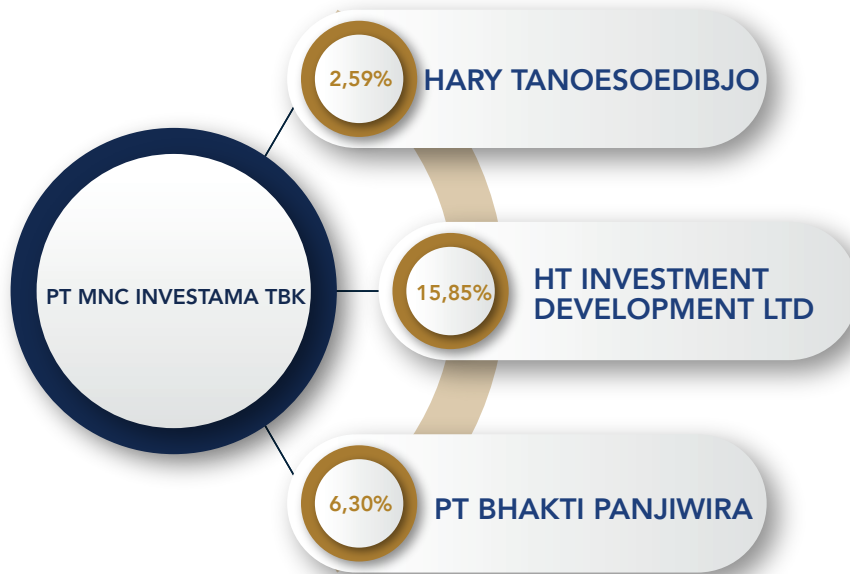 2,59%
HARY TANOESOEDIBJO
PT MNC INVESTAMA TBK
15,85%
HT INVESTMENT
DEVELOPMENT LTD
6,30%
PT BHAKTI PANJIWIRA